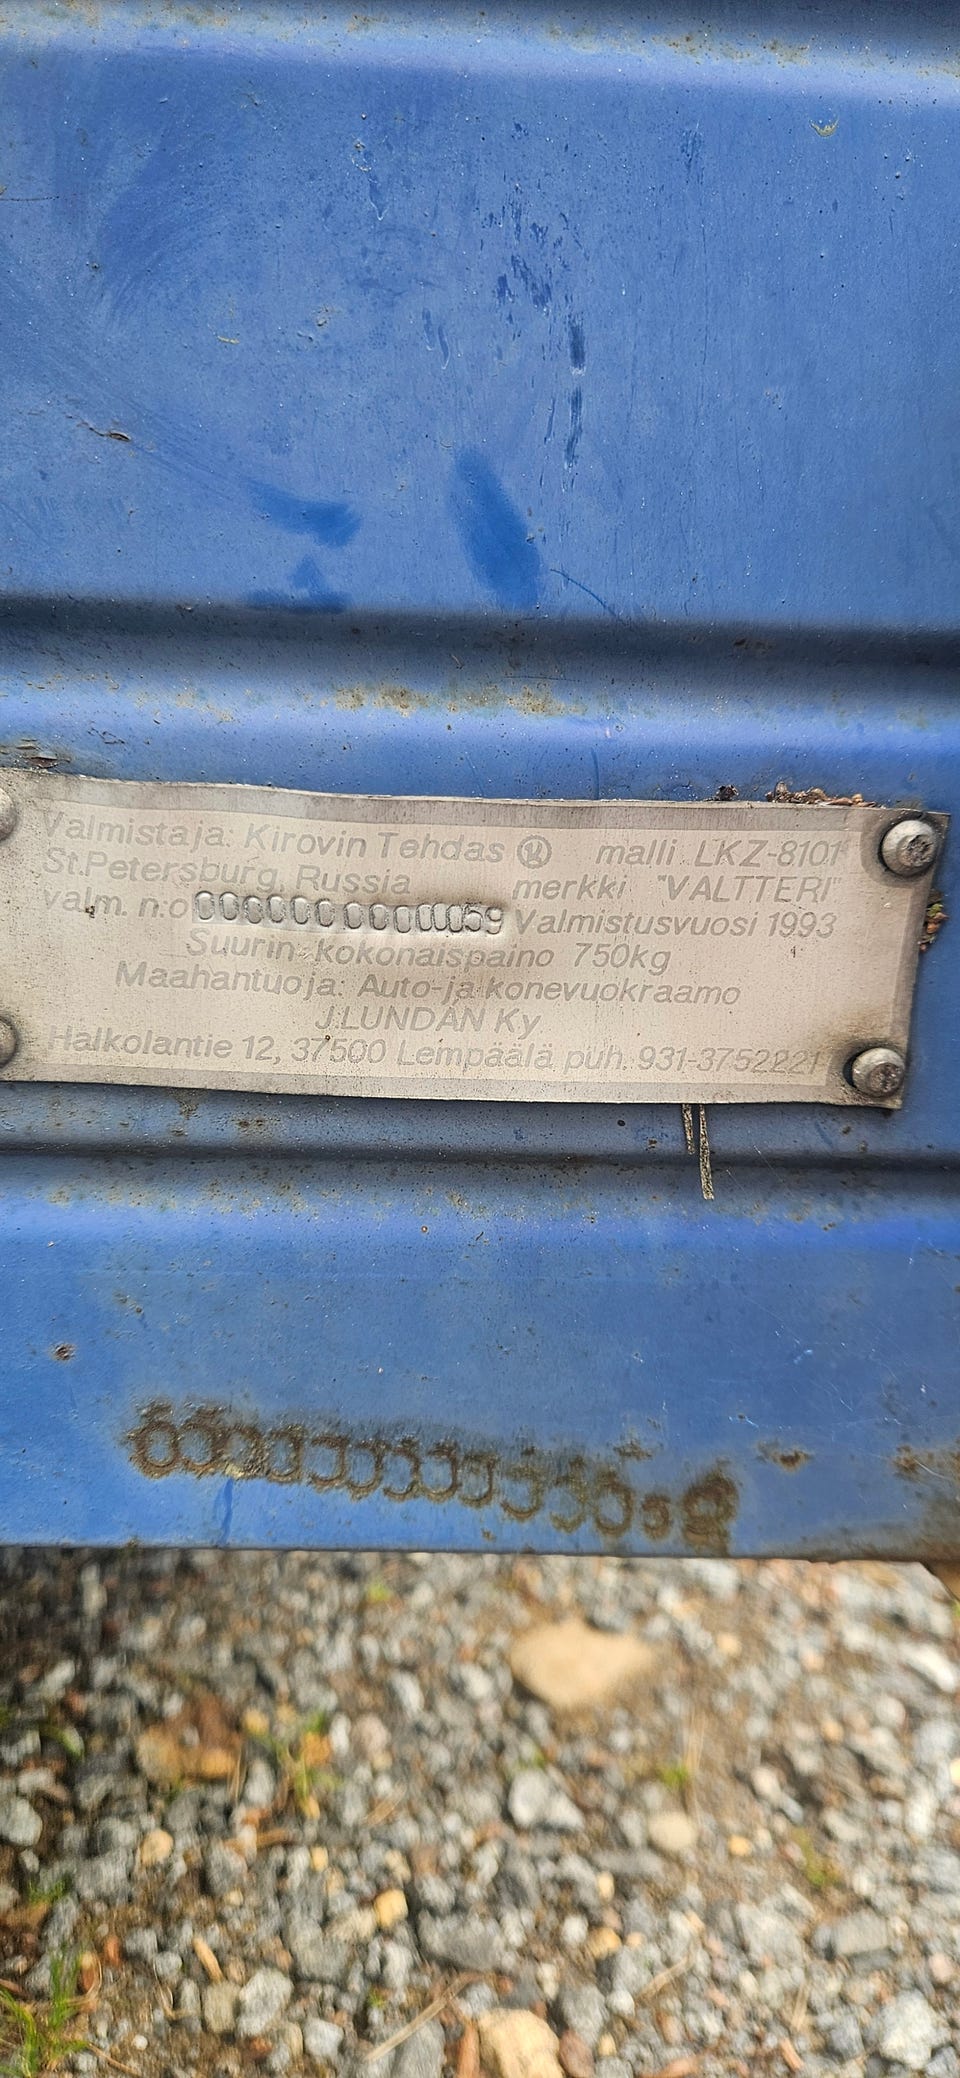 Valmistaja: Kirovin Tehdas K malli LKZ-8101
St.Petersburg, Russia merkki "VALTTERI"
valm. n:o Valmistusvuosi 1993
Suurin kokonaispaino 750kg
Maahantuoja: Auto-ja konevuokraamo
J.LUNDAN Ky
Halkolantie 12, 37500 Lempäälä puh. 931-3752221